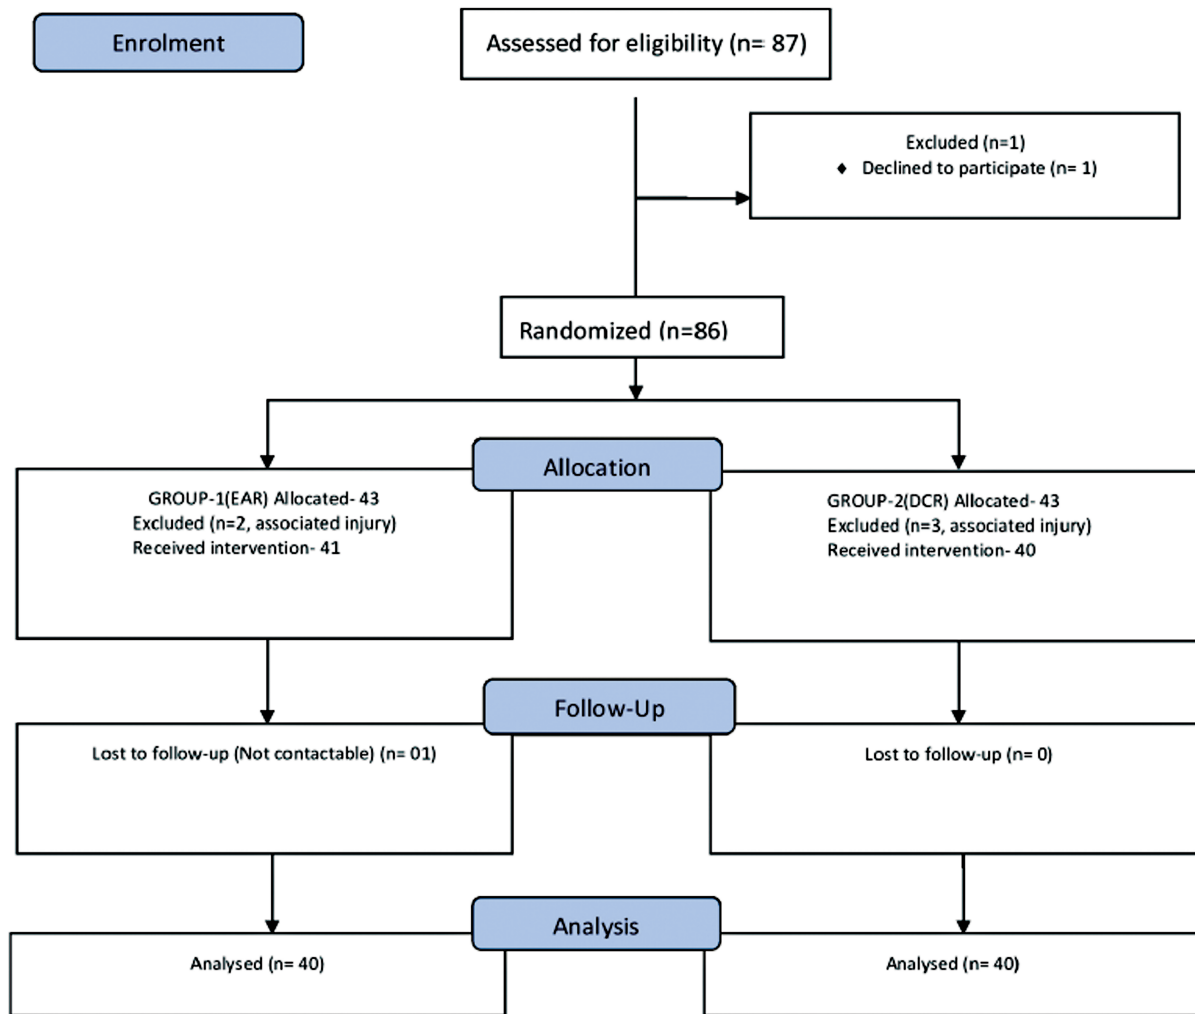 Enrolment
Assessed for eligibility (n= 87)
Excluded (n=1)
♦ Declined to participate (n= 1)
Randomized (n=86)
Allocation
GROUP-1(EAR) Allocated- 43
Excluded (n=2, associated injury)
Received intervention- 41
GROUP-2(DCR) Allocated- 43
Excluded (n=3, associated injury)
Received intervention- 40
Follow-Up
Lost to follow-up (Not contactable) (n= 01)
Lost to follow-up (n= 0)
Analysis
Analysed (n= 40)
Analysed (n= 40)